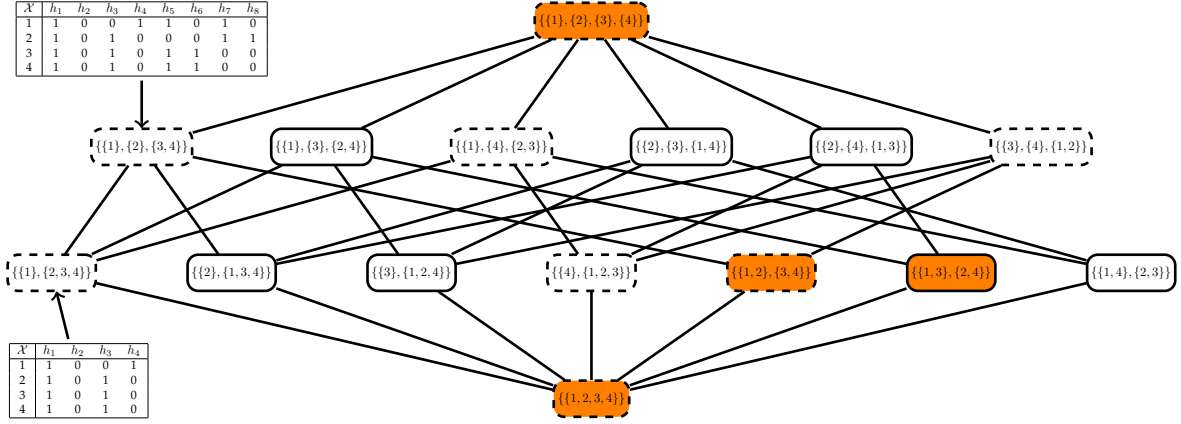 𝒳 h₁ h₂ h₃ h₄ h₅ h₆ h₇ h₈
1 1 0 0 1 1 0 1 0
2 1 0 1 0 0 0 1 1
3 1 0 1 0 1 1 0 0
4 1 0 1 0 1 1 0 0
{{1}, {2}, {3}, {4}}
{{1}, {2}, {3, 4}}
{{1}, {3}, {2, 4}}
{{1}, {4}, {2, 3}}
{{2}, {3}, {1, 4}}
{{2}, {4}, {1, 3}}
{{3}, {4}, {1, 2}}
{{1}, {2, 3, 4}}
{{2}, {1, 3, 4}}
{{3}, {1, 2, 4}}
{{4}, {1, 2, 3}}
{{1, 2}, {3, 4}}
{{1, 3}, {2, 4}}
{{1, 4}, {2, 3}}
𝒳 h₁ h₂ h₃ h₄
1 1 0 0 1
2 1 0 1 0
3 1 0 1 0
4 1 0 1 0
{{1, 2, 3, 4}}